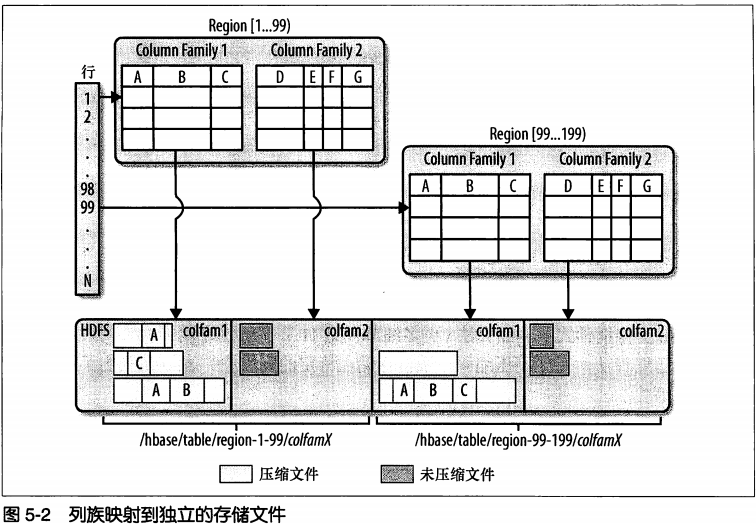 Region [1...99)
Column Family 1 Column Family 2
行
A B C D E F G
1
2
.
.
.
98
99
.
.
.
N
Region [99...199)
Column Family 1 Column Family 2
A B C D E F G
HDFS colfam1 colfam2 colfam1 colfam2
A
C
A B A B C
/hbase/table/region-1-99/colfamX /hbase/table/region-99-199/colfamX
压缩文件 未压缩文件
图 5-2 列族映射到独立的存储文件